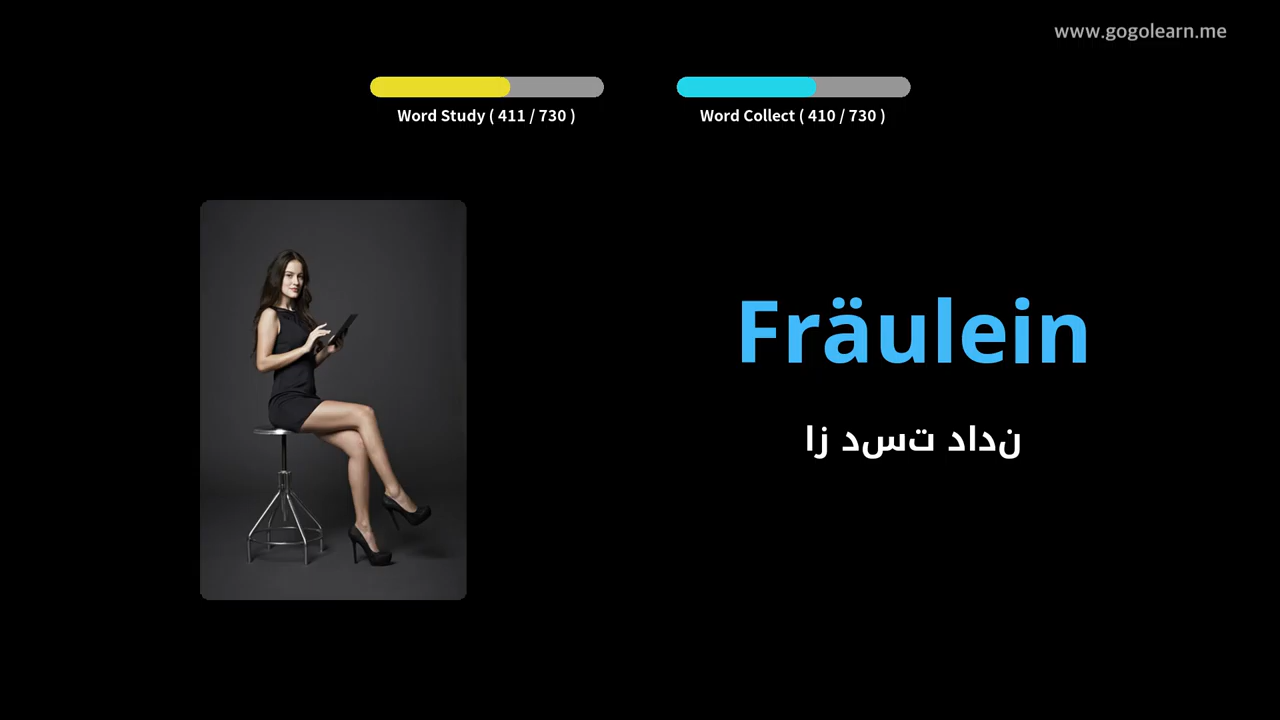 www.gogolearn.me
Word Study ( 411 / 730 )
Word Collect ( 410 / 730 )
Fräulein
نداد تسد زا